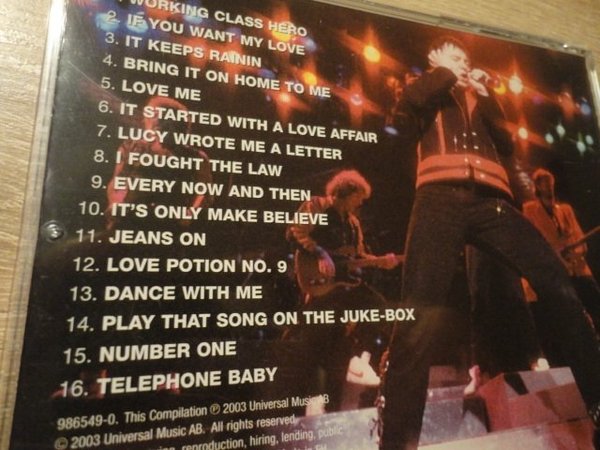 WORKING CLASS HERO
2. IF YOU WANT MY LOVE
3. IT KEEPS RAININ
4. BRING IT ON HOME TO ME
5. LOVE ME
6. IT STARTED WITH A LOVE AFFAIR
7. LUCY WROTE ME A LETTER
8. I FOUGHT THE LAW
9. EVERY NOW AND THEN
10. IT'S ONLY MAKE BELIEVE
11. JEANS ON
12. LOVE POTION NO. 9
13. DANCE WITH ME
14. PLAY THAT SONG ON THE JUKE-BOX
15. NUMBER ONE
16. TELEPHONE BABY
986549-0. This Compilation ℗ 2003 Universal Music AB
© 2003 Universal Music AB. All rights reserved
reproduction, hiring, lending, public